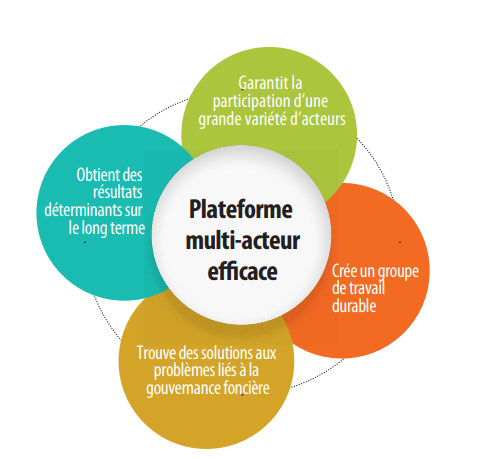 Garantit la
participation d'une
grande variété d'acteurs
Obtient des
résultats
déterminants sur
le long terme
Plateforme
multi-acteur
efficace
Crée un groupe
de travail
durable
Trouve des solutions aux
problèmes liés à la
gouvernance foncière